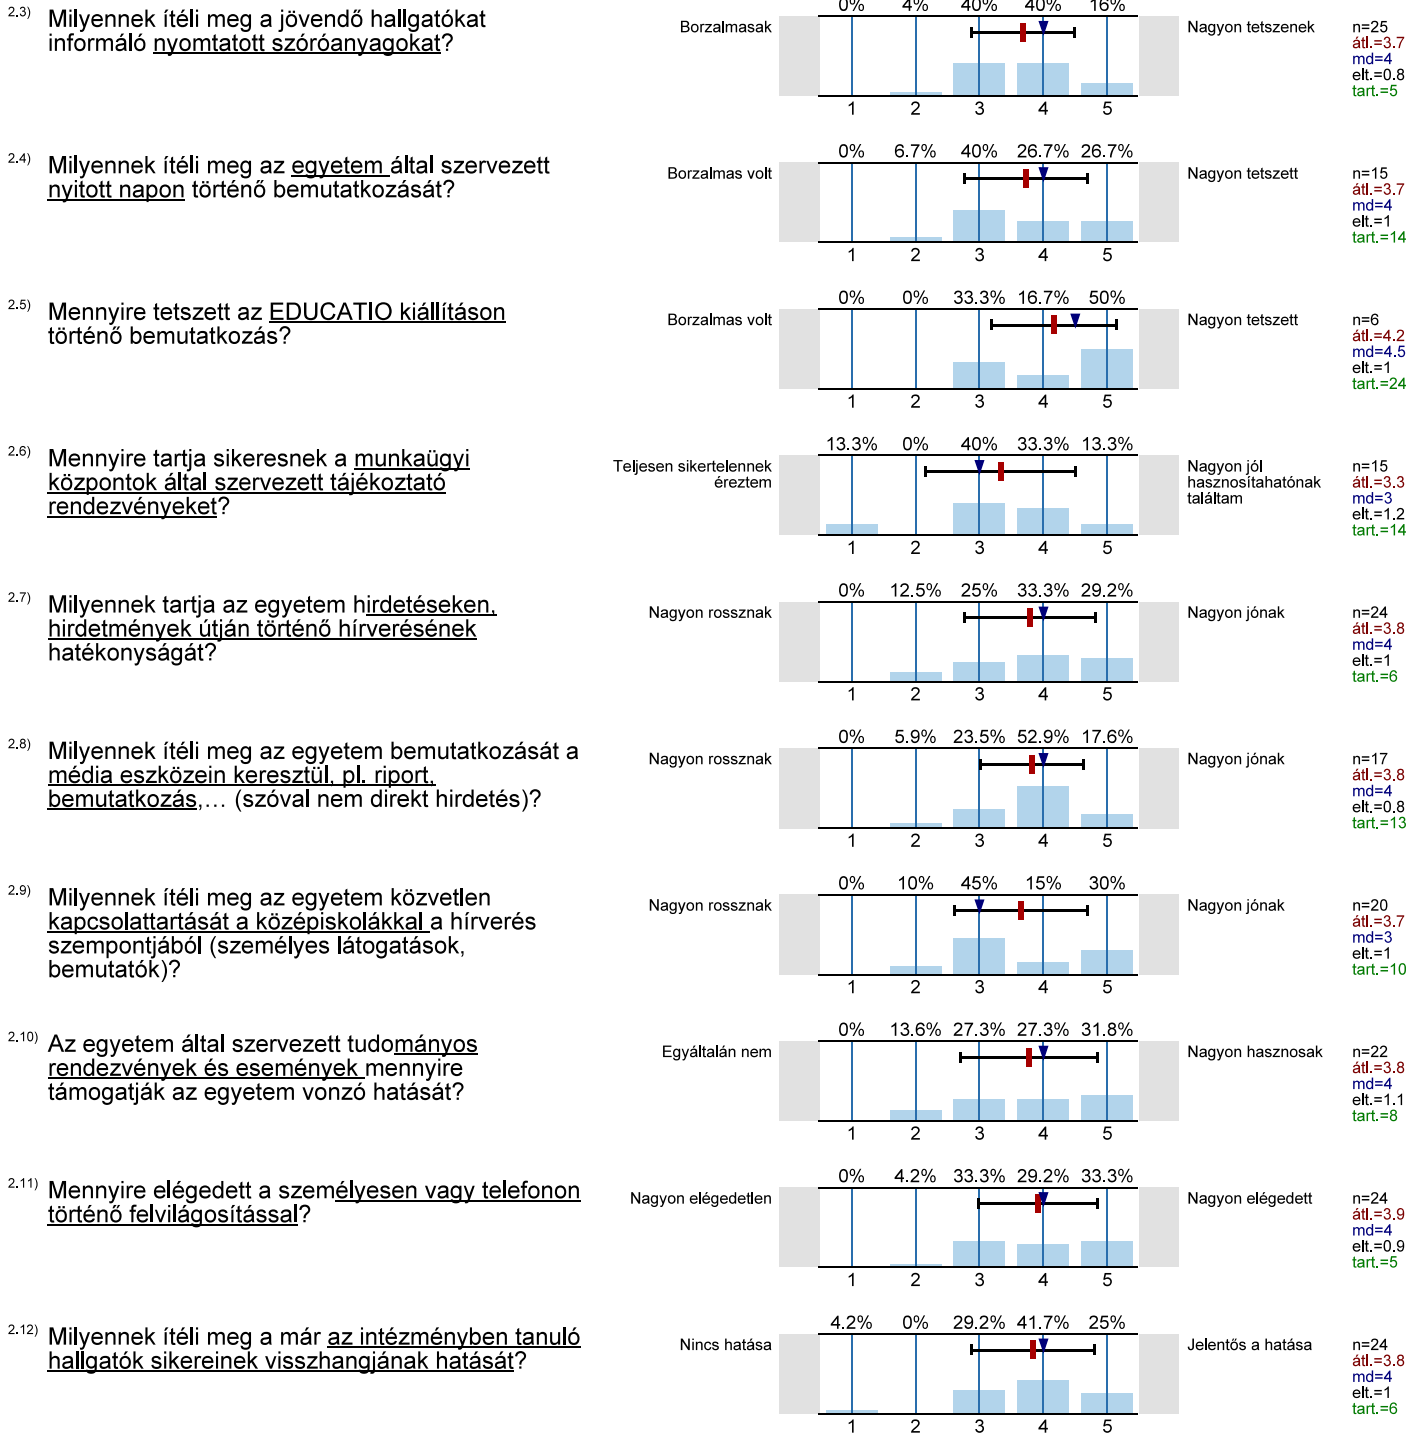 2.3) Milyennek ítéli meg a jövendő hallgatókat
informáló nyomtatott szóróanyagokat?
Borzalmasak
0% 4% 40% 40% 16%
1 2 3 4 5
Nagyon tetszenek
n=25
átl.=3.7
md=4
elt.=0.8
tart.=5
2.4) Milyennek ítéli meg az egyetem által szervezett
nyitott napon történő bemutatkozását?
Borzalmas volt
0% 6.7% 40% 26.7% 26.7%
1 2 3 4 5
Nagyon tetszett
n=15
átl.=3.7
md=4
elt.=1
tart.=14
2.5) Mennyire tetszett az EDUCATIO kiállításon
történő bemutatkozás?
Borzalmas volt
0% 0% 33.3% 16.7% 50%
1 2 3 4 5
Nagyon tetszett
n=6
átl.=4.2
md=4.5
elt.=1
tart.=24
2.6) Mennyire tartja sikeresnek a munkaügyi
központok által szervezett tájékoztató
rendezvényeket?
Teljesen sikertelennek
éreztem
13.3% 0% 40% 33.3% 13.3%
1 2 3 4 5
Nagyon jól
hasznosítahatónak
találtam
n=15
átl.=3.3
md=3
elt.=1.2
tart.=14
2.7) Milyennek tartja az egyetem hirdetéseken,
hirdetmények útján történő hírverésének
hatékonyságát?
Nagyon rossznak
0% 12.5% 25% 33.3% 29.2%
1 2 3 4 5
Nagyon jónak
n=24
átl.=3.8
md=4
elt.=1
tart.=6
2.8) Milyennek ítéli meg az egyetem bemutatkozását a
média eszközein keresztül, pl. riport,
bemutatkozás,… (szóval nem direkt hirdetés)?
Nagyon rossznak
0% 5.9% 23.5% 52.9% 17.6%
1 2 3 4 5
Nagyon jónak
n=17
átl.=3.8
md=4
elt.=0.8
tart.=13
2.9) Milyennek ítéli meg az egyetem közvetlen
kapcsolattartását a középiskolákkal a hírverés
szempontjából (személyes látogatások,
bemutatók)?
Nagyon rossznak
0% 10% 45% 15% 30%
1 2 3 4 5
Nagyon jónak
n=20
átl.=3.7
md=3
elt.=1
tart.=10
2.10) Az egyetem által szervezett tudományos
rendezvények és események mennyire
támogatják az egyetem vonzó hatását?
Egyáltalán nem
0% 13.6% 27.3% 27.3% 31.8%
1 2 3 4 5
Nagyon hasznosak
n=22
átl.=3.8
md=4
elt.=1.1
tart.=8
2.11) Mennyire elégedett a személyesen vagy telefonon
történő felvilágosítással?
Nagyon elégedetlen
0% 4.2% 33.3% 29.2% 33.3%
1 2 3 4 5
Nagyon elégedett
n=24
átl.=3.9
md=4
elt.=0.9
tart.=5
2.12) Milyennek ítéli meg a már az intézményben tanuló
hallgatók sikereinek visszhangjának hatását?
Nincs hatása
4.2% 0% 29.2% 41.7% 25%
1 2 3 4 5
Jelentős a hatása
n=24
átl.=3.8
md=4
elt.=1
tart.=6